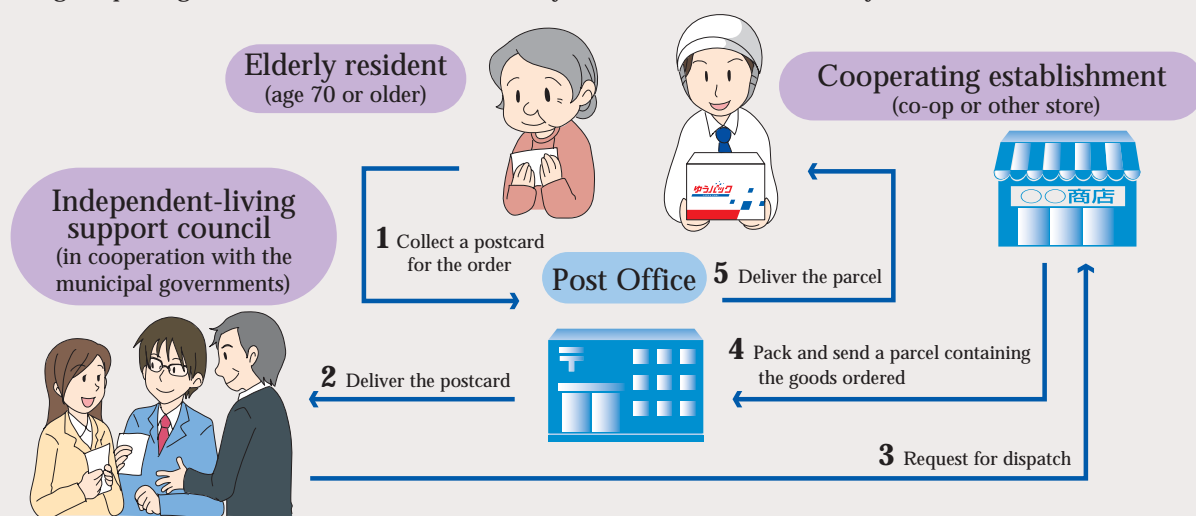 Elderly resident
(age 70 or older)
Cooperating establishment
(co-op or other store)
ゆうパック
〇〇商店
Independent-living
support council
(in cooperation with the
municipal governments)
1 Collect a postcard
for the order
Post Office
5 Deliver the parcel
2 Deliver the postcard
4 Pack and send a parcel containing
the goods ordered
3 Request for dispatch